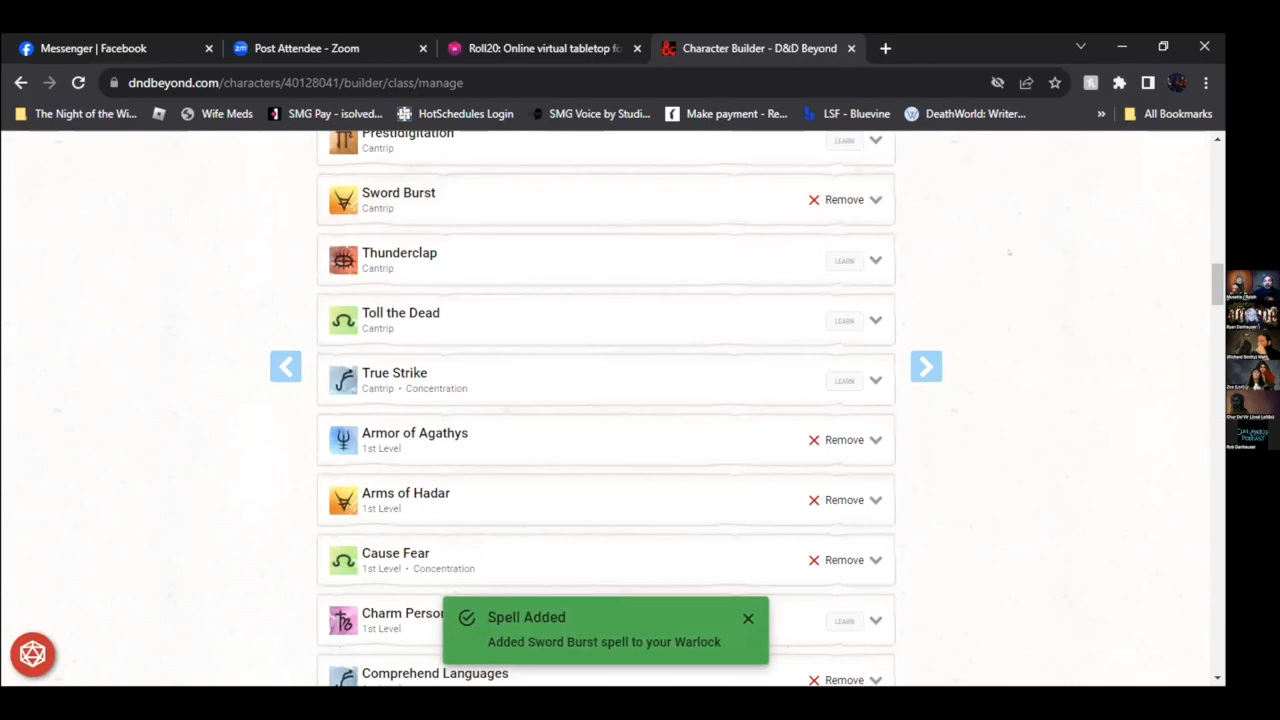 Messenger | Facebook
Post Attendee - Zoom
Roll20: Online virtual tabletop fo
Character Builder - D&D Beyond
dndbeyond.com/characters/40128041/builder/class/manage
The Night of the Wi...
Wife Meds
SMG Pay - isolved...
HotSchedules Login
SMG Voice by Studi...
Make payment - Re...
LSF - Bluevine
DeathWorld: Writer...
»
All Bookmarks
Prestidigitation
Cantrip
LEARN
Sword Burst
Cantrip
Remove
Thunderclap
Cantrip
LEARN
Toll the Dead
Cantrip
LEARN
True Strike
Cantrip • Concentration
LEARN
Armor of Agathys
1st Level
Remove
Arms of Hadar
1st Level
Remove
Cause Fear
1st Level • Concentration
Remove
Charm Person
1st Level
LEARN
Spell Added
Added Sword Burst spell to your Warlock
Comprehend Languages
Remove
Ryan Danhauser
Rob Danhauser